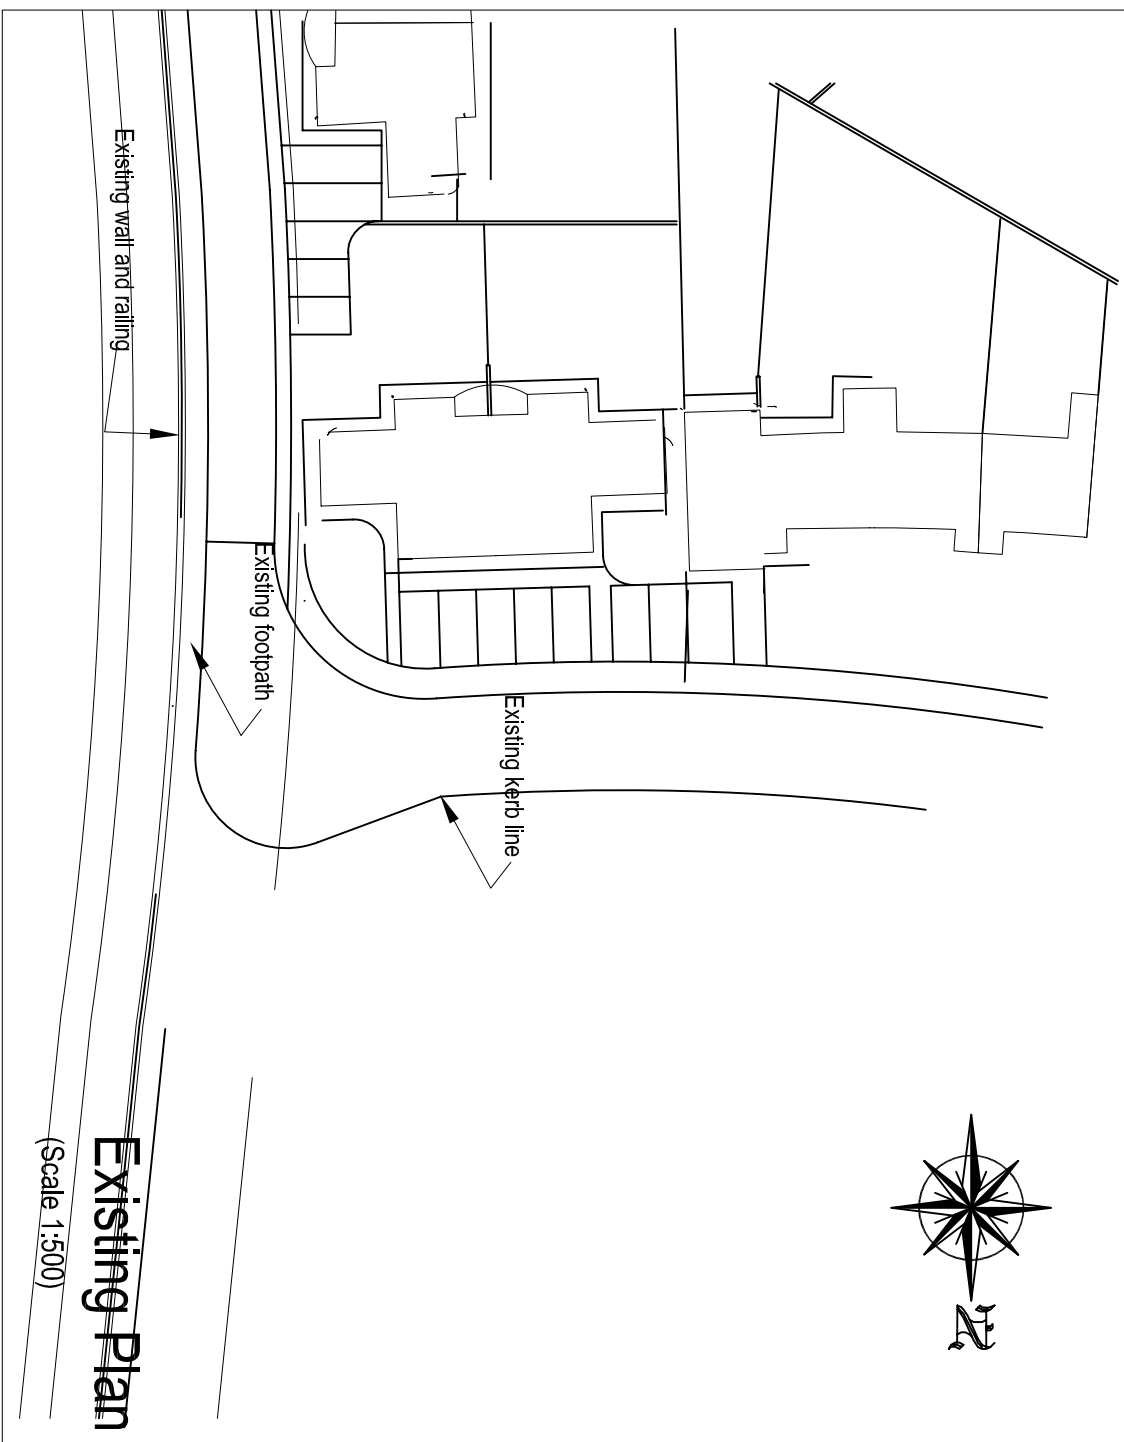 Existing wall and railing
Existing footpath
Existing kerb line
N
Existing Plan
(Scale 1:500)